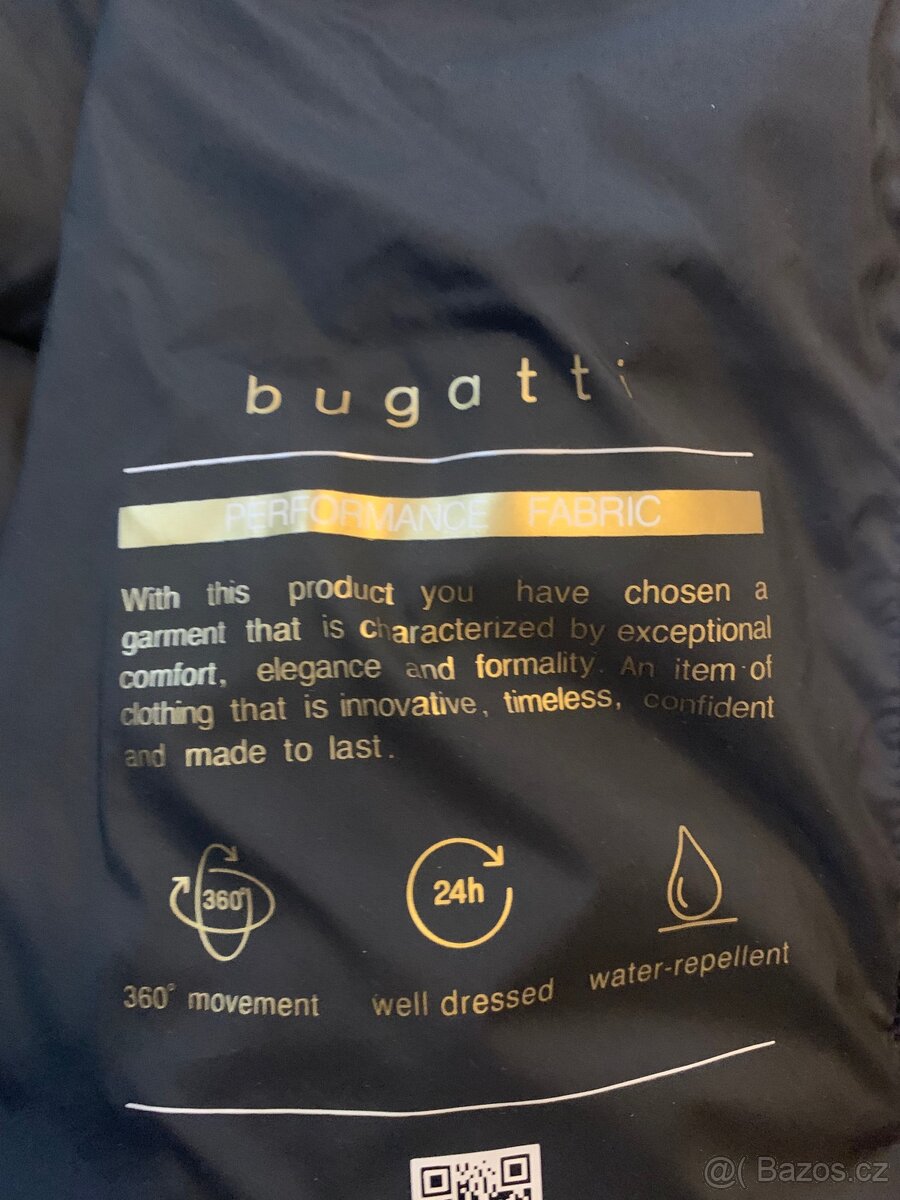 bugatti
PERFORMANCE FABRIC
With this product you have chosen a
garment that is characterized by exceptional
comfort, elegance and formality. An item of
clothing that is innovative, timeless, confident
and made to last.
360°
24h
360° movement
well dressed
water-repellent
@( Bazos.cz